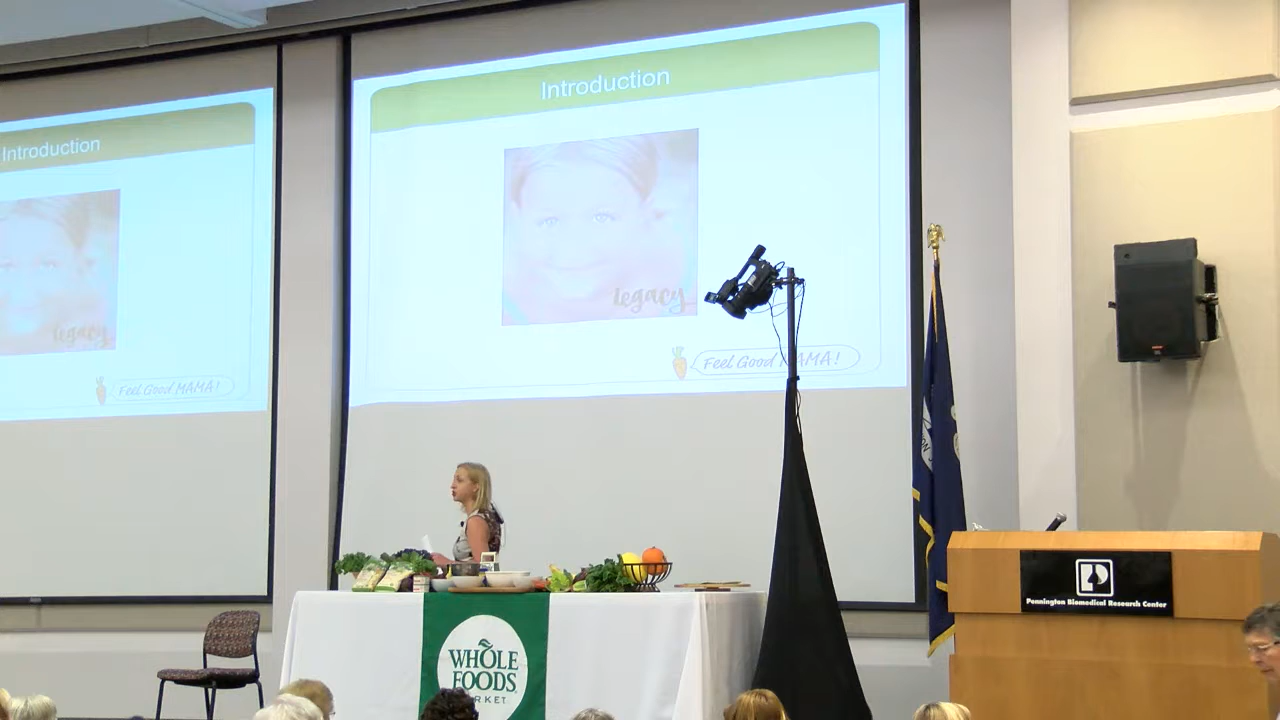 Introduction
legacy
Feel Good MAMA!
Introduction
legacy
Feel Good MAMA!
WHOLE
FOODS
MARKET
Pennington Biomedical Research Center